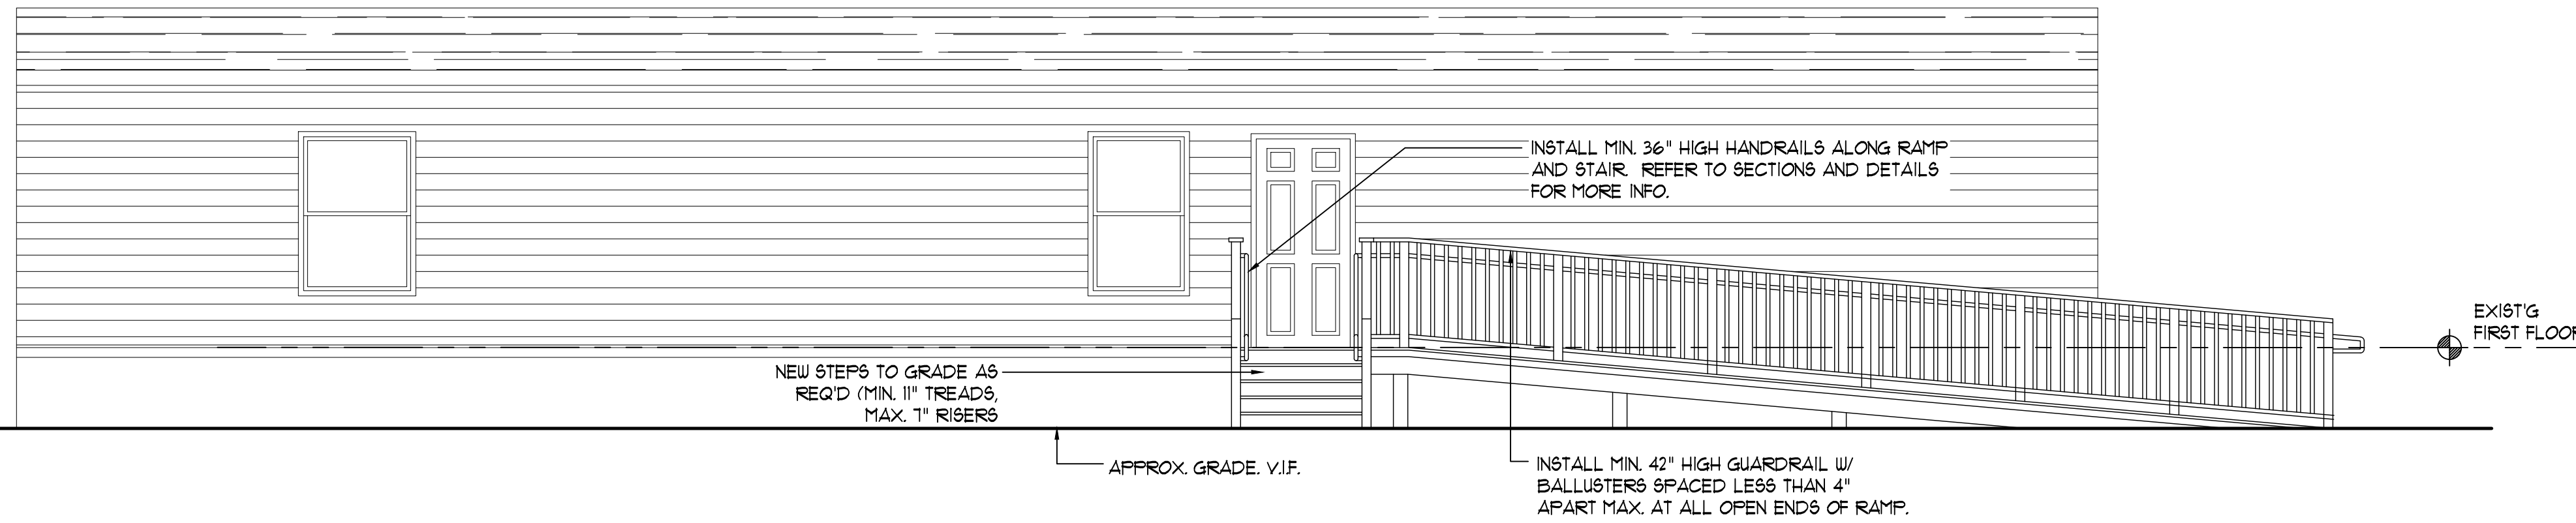 INSTALL MIN. 36" HIGH HANDRAILS ALONG RAMP
AND STAIR. REFER TO SECTIONS AND DETAILS
FOR MORE INFO.
EXIST'G
FIRST FLOOR
NEW STEPS TO GRADE AS
REQ'D (MIN. 11" TREADS,
MAX. 7" RISERS
APPROX. GRADE. V.I.F.
INSTALL MIN. 42" HIGH GUARDRAIL W/
BALLUSTERS SPACED LESS THAN 4"
APART MAX. AT ALL OPEN ENDS OF RAMP.